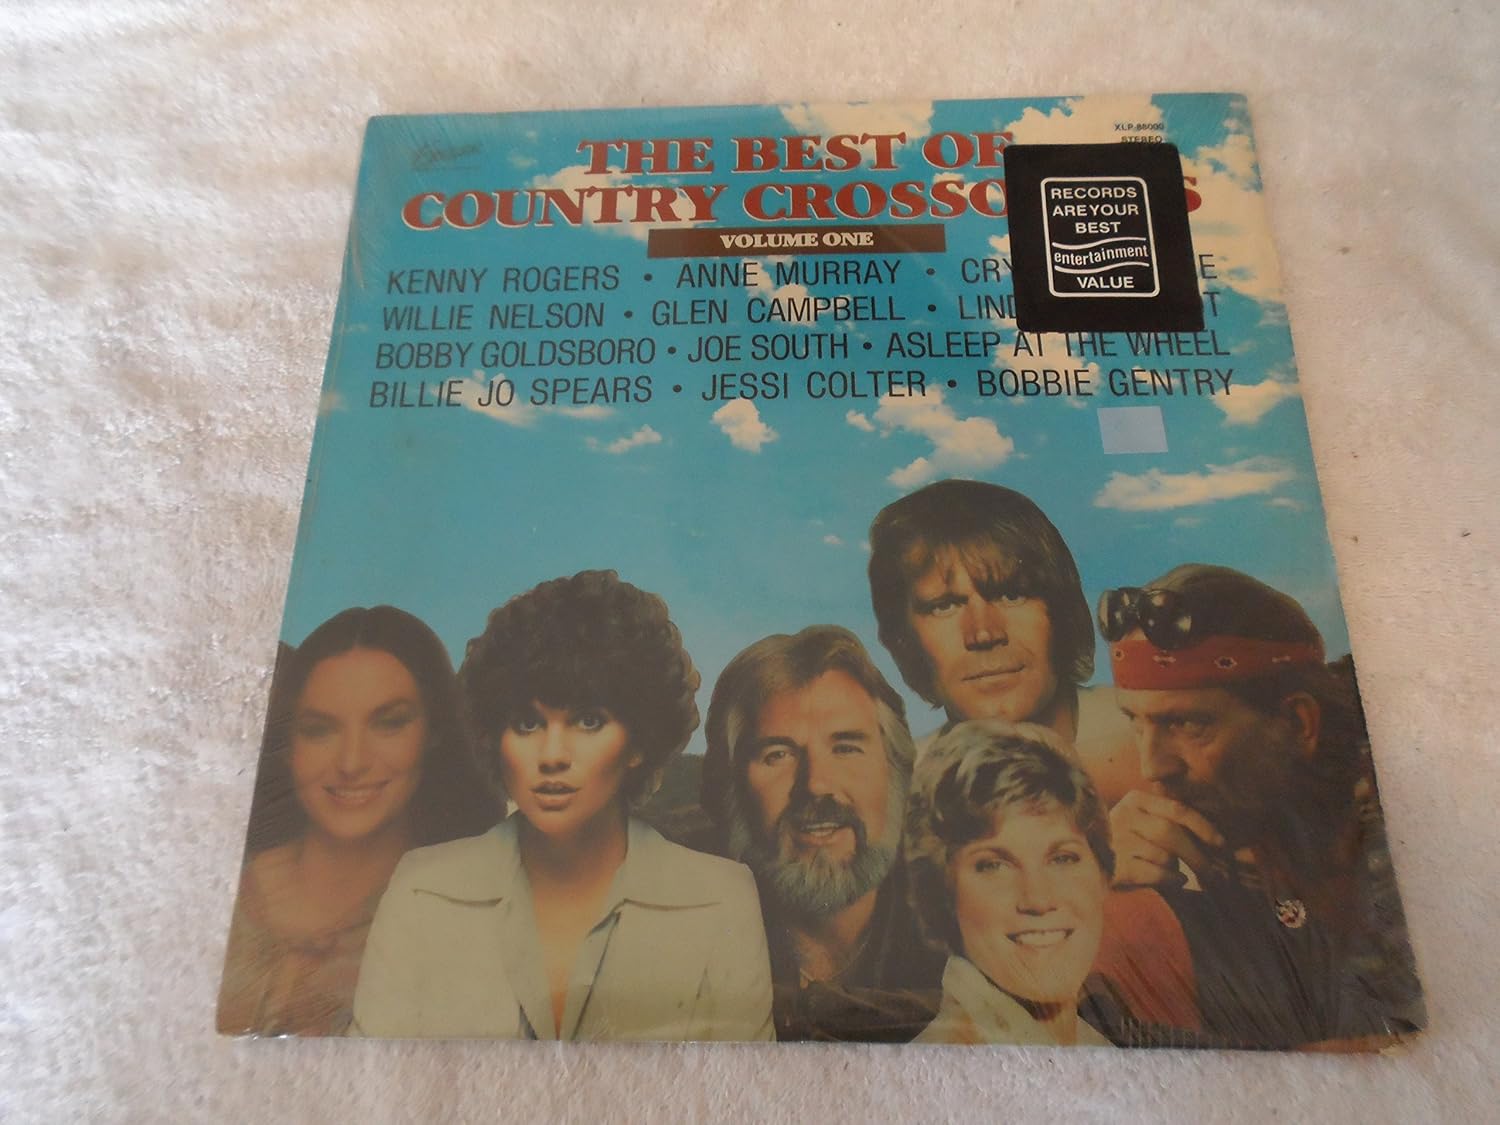 XLP-88000
STEREO
THE BEST OF
COUNTRY CROSSO S
VOLUME ONE
KENNY ROGERS • ANNE MURRAY • CRY E
WILLIE NELSON • GLEN CAMPBELL • LIND T
BOBBY GOLDSBORO • JOE SOUTH • ASLEEP AT THE WHEEL
BILLIE JO SPEARS • JESSI COLTER • BOBBIE GENTRY
RECORDS
ARE YOUR
BEST
entertainment
VALUE